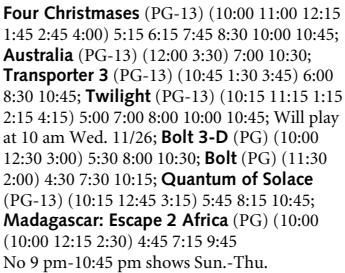 Four Christmases (PG-13) (10:00 11:00 12:15
1:45 2:45 4:00) 5:15 6:15 7:45 8:30 10:00 10:45;
Australia (PG-13) (12:00 3:30) 7:00 10:30;
Transporter 3 (PG-13) (10:45 1:30 3:45) 6:00
8:30 10:45; Twilight (PG-13) (10:15 11:15 1:15
2:15 4:15) 5:00 7:00 8:00 10:00 10:45; Will play
at 10 am Wed. 11/26; Bolt 3-D (PG) (10:00
12:30 3:00) 5:30 8:00 10:30; Bolt (PG) (11:30
2:00) 4:30 7:30 10:15; Quantum of Solace
(PG-13) (10:15 12:45 3:15) 5:45 8:15 10:45;
Madagascar: Escape 2 Africa (PG) (10:00
(10:00 12:15 2:30) 4:45 7:15 9:45
No 9 pm-10:45 pm shows Sun.-Thu.